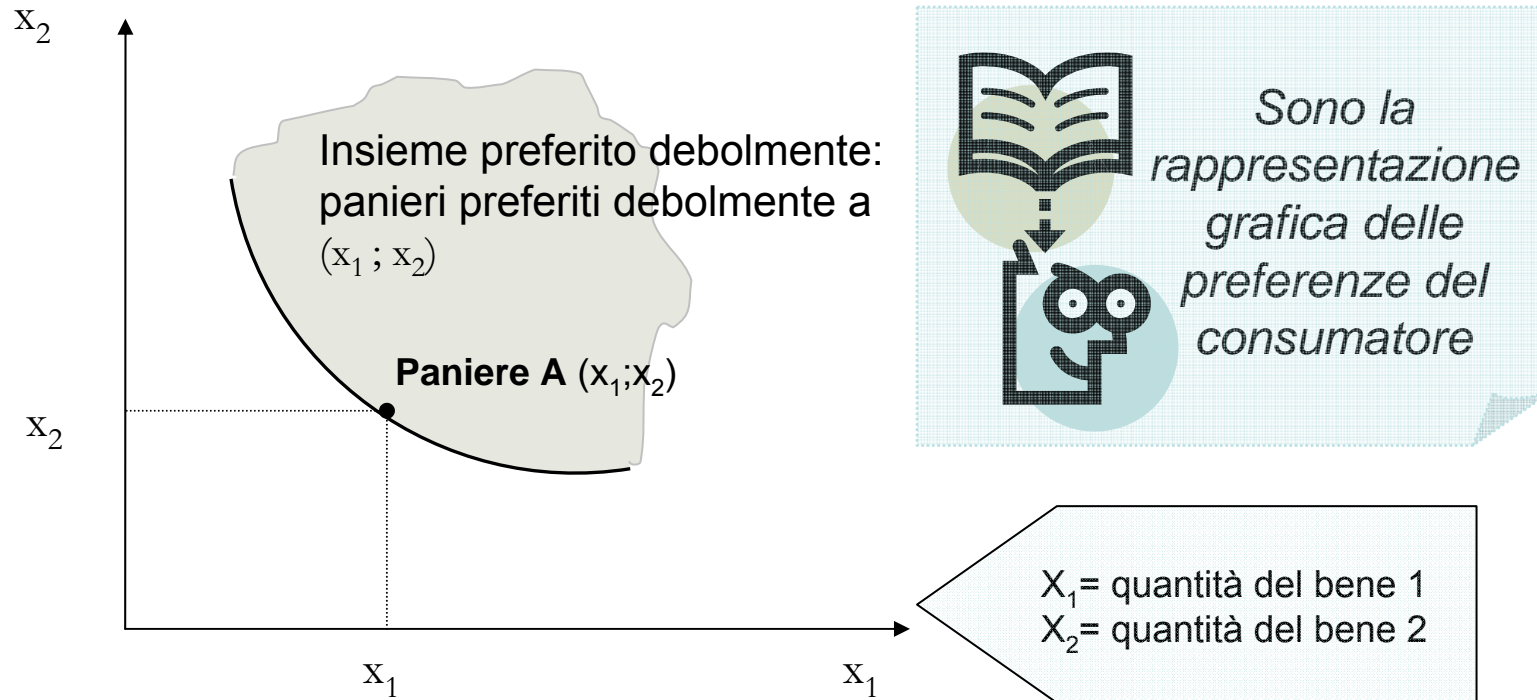 x₂
Insieme preferito debolmente:
panieri preferiti debolmente a
(x₁ ; x₂)
Paniere A (x₁;x₂)
x₂
x₁
x₁
Sono la
rappresentazione
grafica delle
preferenze del
consumatore
X₁= quantità del bene 1
X₂= quantità del bene 2